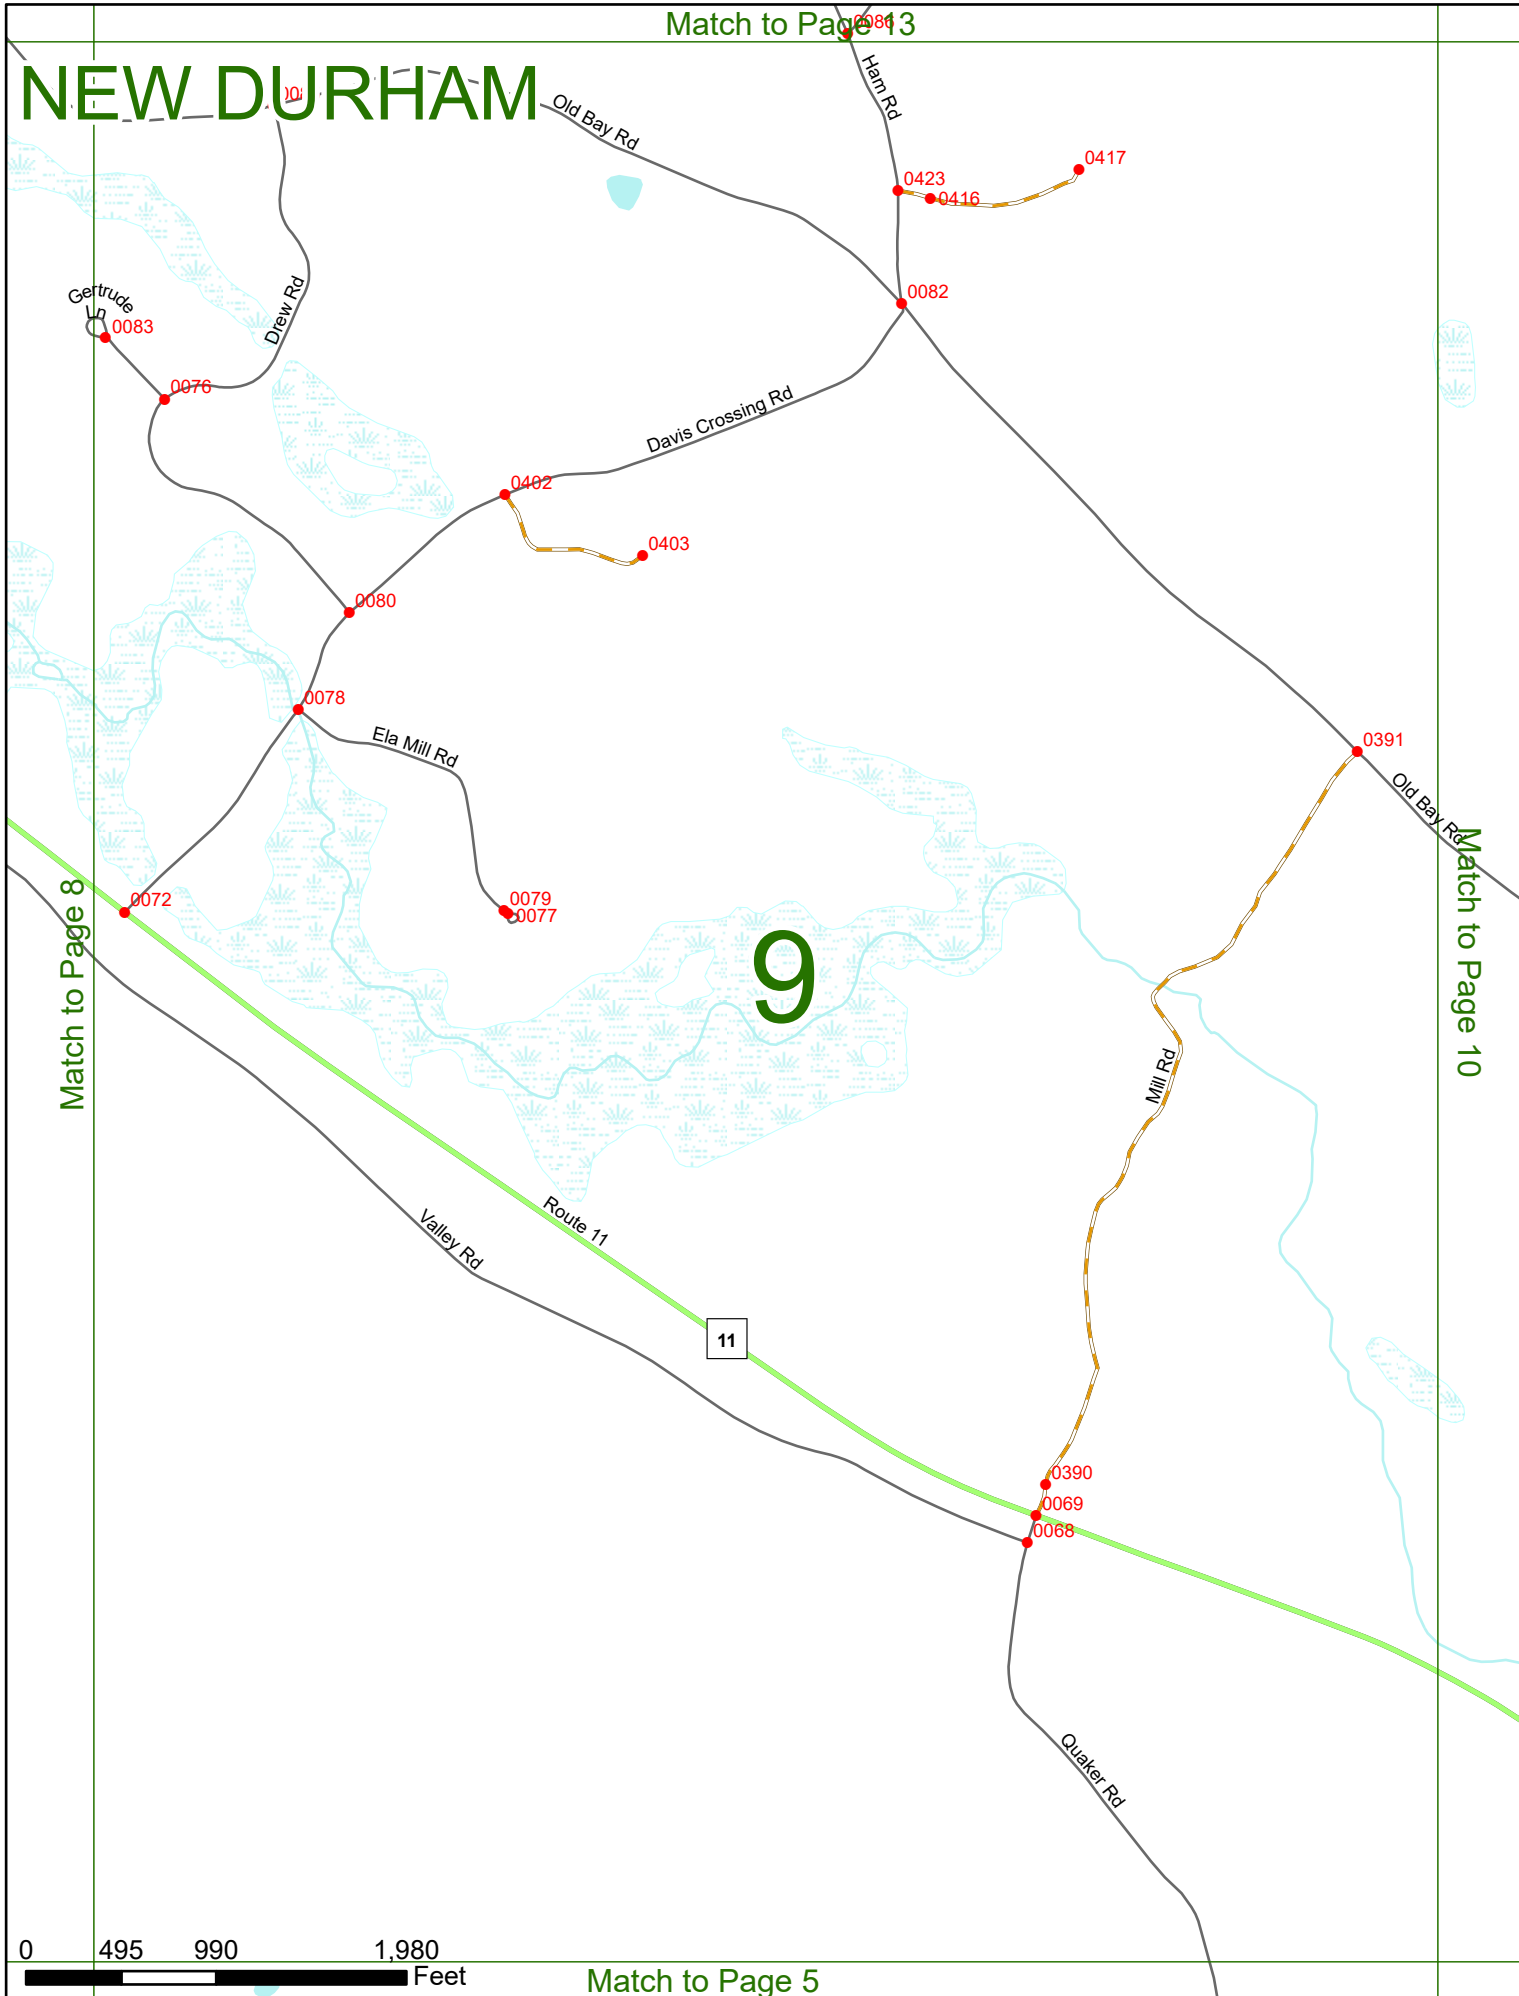 Match to Page 13
0086
NEW DURHAM
Old Bay Rd
Ham Rd
0417
0423
0416
Gertrude
Ln
0083
Drew Rd
0082
0076
Davis Crossing Rd
0402
0403
0080
0078
Ela Mill Rd
0391
Old Bay Rd
0072
0079
0077
Match to Page 8
9
Match to Page 10
Mill Rd
Valley Rd
Route 11
11
0390
0069
0068
Quaker Rd
0 495 990 1,980
Feet
Match to Page 5